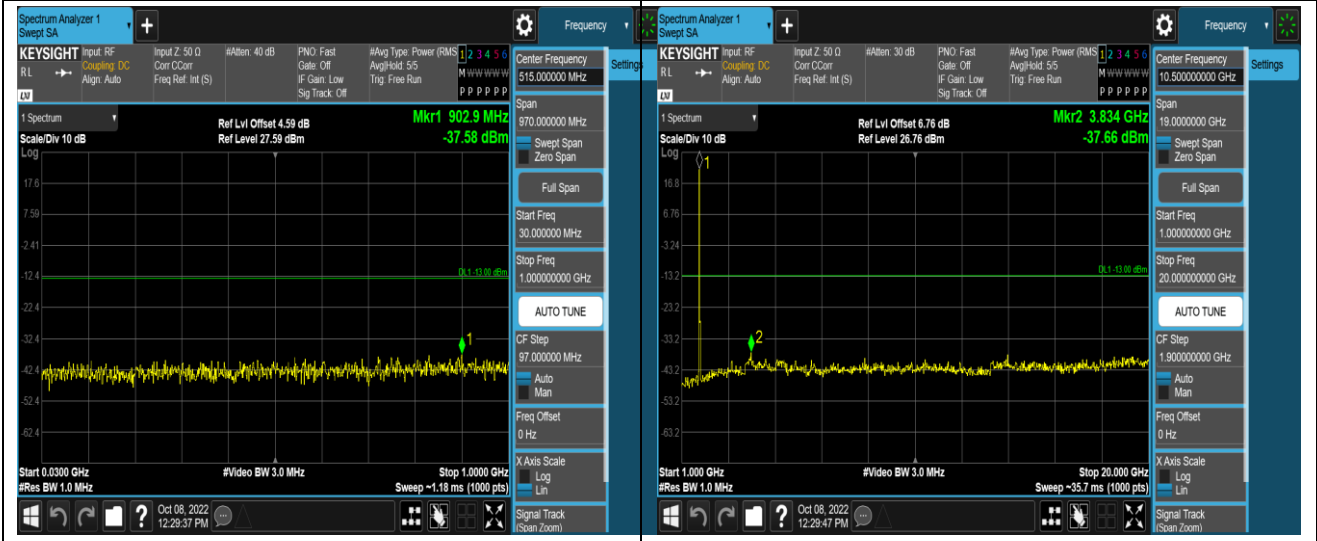 Spectrum Analyzer 1
Swept SA
+
Frequency
KEYSIGHT
RL
LXI
Input: RF
Coupling: DC
Align: Auto
Input Z: 50 Ω
Corr CCorr
Freq Ref: Int (S)
#Atten: 40 dB
PNO: Fast
Gate: Off
IF Gain: Low
Sig Track: Off
#Avg Type: Power (RMS
Avg|Hold: 5/5
Trig: Free Run
1 2 3 4 5 6
M W W W W W
P P P P P P
Center Frequency
515.000000 MHz
Settings
Span
970.000000 MHz
Swept Span
Zero Span
Full Span
Start Freq
30.000000 MHz
Stop Freq
1.000000000 GHz
AUTO TUNE
CF Step
97.000000 MHz
Auto
Man
Freq Offset
0 Hz
X Axis Scale
Log
Lin
Signal Track
(Span Zoom)
1 Spectrum
Scale/Div 10 dB
Log
Ref Lvl Offset 4.59 dB
Ref Level 27.59 dBm
Mkr1 902.9 MHz
-37.58 dBm
17.6
7.59
-2.41
-12.4
DL1 -13.00 dBm
-22.4
-32.4
1
-42.4
-52.4
-62.4
Start 0.0300 GHz
#Res BW 1.0 MHz
#Video BW 3.0 MHz
Stop 1.0000 GHz
Sweep ~1.18 ms (1000 pts)
?
Oct 08, 2022
12:29:37 PM
Spectrum Analyzer 1
Swept SA
+
Frequency
KEYSIGHT
RL
LXI
Input: RF
Coupling: DC
Align: Auto
Input Z: 50 Ω
Corr CCorr
Freq Ref: Int (S)
#Atten: 30 dB
PNO: Fast
Gate: Off
IF Gain: Low
Sig Track: Off
#Avg Type: Power (RMS
Avg|Hold: 5/5
Trig: Free Run
1 2 3 4 5 6
M W W W W W
P P P P P P
Center Frequency
10.500000000 GHz
Settings
Span
19.0000000 GHz
Swept Span
Zero Span
Full Span
Start Freq
1.000000000 GHz
Stop Freq
20.000000000 GHz
AUTO TUNE
CF Step
1.900000000 GHz
Auto
Man
Freq Offset
0 Hz
X Axis Scale
Log
Lin
Signal Track
(Span Zoom)
1 Spectrum
Scale/Div 10 dB
Log
Ref Lvl Offset 6.76 dB
Ref Level 26.76 dBm
Mkr2 3.834 GHz
-37.66 dBm
1
16.8
6.76
-3.24
-13.2
DL1 -13.00 dBm
-23.2
-33.2
2
-43.2
-53.2
-63.2
Start 1.000 GHz
#Res BW 1.0 MHz
#Video BW 3.0 MHz
Stop 20.000 GHz
Sweep ~35.7 ms (1000 pts)
?
Oct 08, 2022
12:29:47 PM